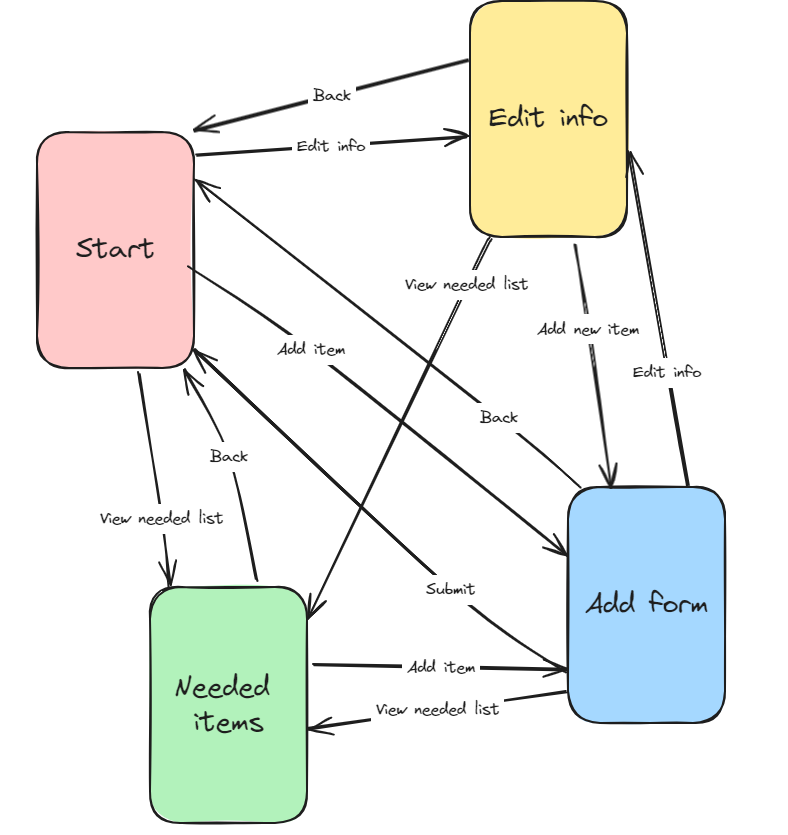 Edit info
Back
Edit info
Start
View needed list
Add new item
Add item
Edit info
Back
Back
View needed list
Submit
Add form
Add item
Needed
items
View needed list